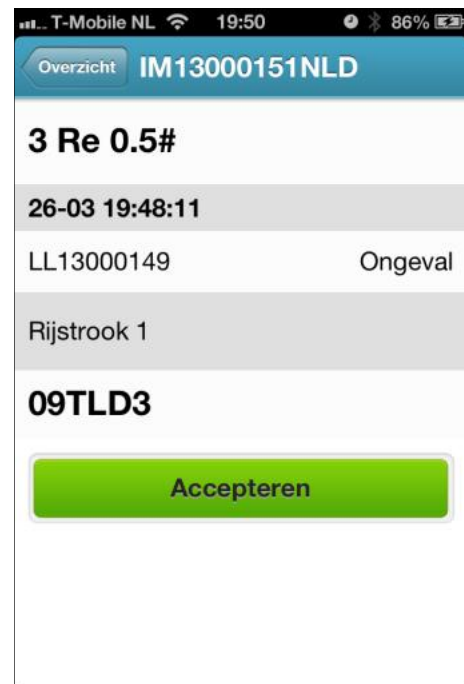 T-Mobile NL 19:50 86%
Overzicht IM13000151NLD
3 Re 0.5#
26-03 19:48:11
LL13000149 Ongeval
Rijstrook 1
09TLD3
Accepteren